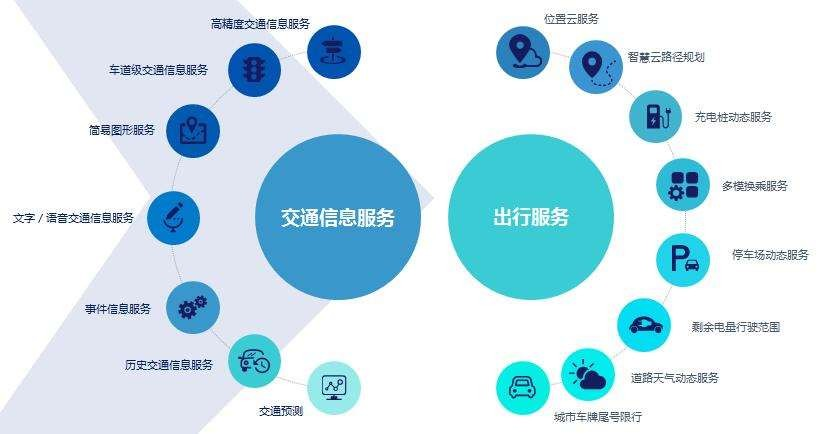 高精度交通信息服务
车道级交通信息服务
简易图形服务
文字 / 语音交通信息服务
事件信息服务
历史交通信息服务
交通预测
交通信息服务
出行服务
位置云服务
智慧云路径规划
充电桩动态服务
多模换乘服务
P
停车场动态服务
剩余电量行驶范围
道路天气动态服务
城市车牌尾号限行